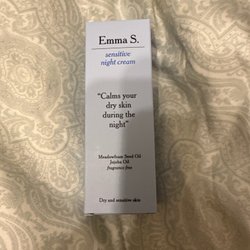 Emma S.
sensitive
night cream
“Calms your
dry skin
during the
night”
Meadowfoam Seed Oil
Jojoba Oil
fragrance free
Dry and sensitive skin